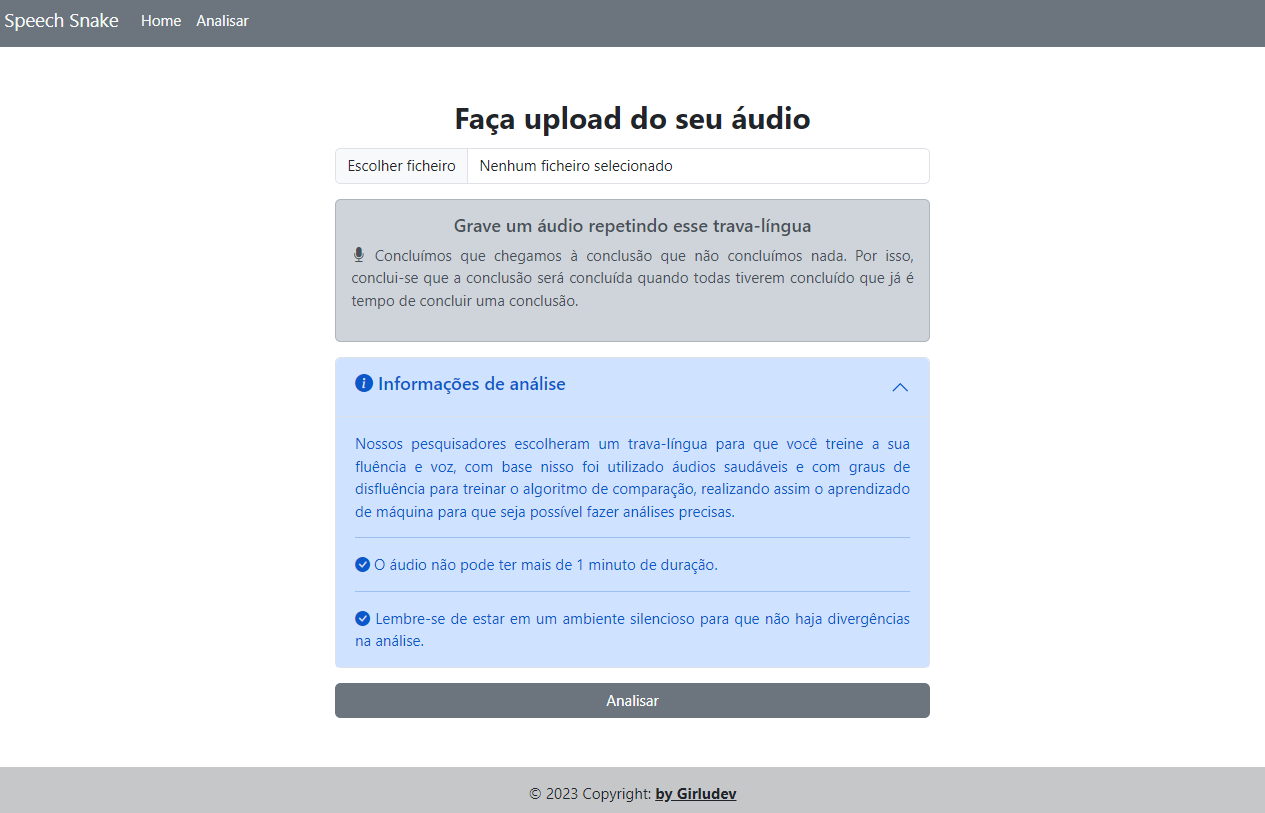 Speech Snake Home Analisar
Faça upload do seu áudio
Escolher ficheiro Nenhum ficheiro selecionado
Grave um áudio repetindo esse trava-língua
Concluímos que chegamos à conclusão que não concluímos nada. Por isso,
conclui-se que a conclusão será concluída quando todas tiverem concluído que já é
tempo de concluir uma conclusão.
Informações de análise
Nossos pesquisadores escolheram um trava-língua para que você treine a sua
fluência e voz, com base nisso foi utilizado áudios saudáveis e com graus de
disfluência para treinar o algoritmo de comparação, realizando assim o aprendizado
de máquina para que seja possível fazer análises precisas.
O áudio não pode ter mais de 1 minuto de duração.
Lembre-se de estar em um ambiente silencioso para que não haja divergências
na análise.
Analisar
© 2023 Copyright: by Girludev